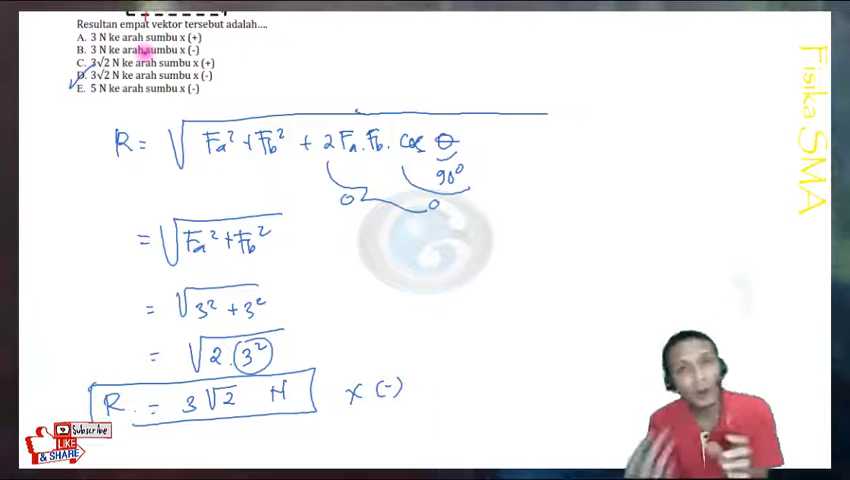 Resultan empat vektor tersebut adalah....
A. 3 N ke arah sumbu x (+)
B. 3 N ke arah sumbu x (-)
C. 3√2 N ke arah sumbu x (+)
D. 3√2 N ke arah sumbu x (-)
E. 5 N ke arah sumbu x (-)
R = √(Fa² + Fb² + 2 Fa . Fb . cos θ)
90°
0 0
= √(Fa² + Fb²)
= √(3² + 3²)
= √(2 . 3²)
R = 3√2 N x (-)
Fisika SMA
Subscribe
LIKE
& SHARE